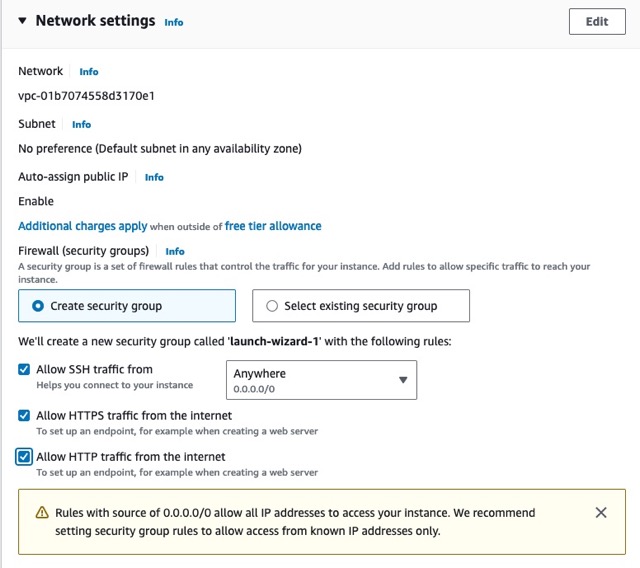 Network settings Info
Edit
Network Info
vpc-01b7074558d3170e1
Subnet Info
No preference (Default subnet in any availability zone)
Auto-assign public IP Info
Enable
Additional charges apply when outside of free tier allowance
Firewall (security groups) Info
A security group is a set of firewall rules that control the traffic for your instance. Add rules to allow specific traffic to reach your
instance.
Create security group
Select existing security group
We'll create a new security group called 'launch-wizard-1' with the following rules:
Allow SSH traffic from
Helps you connect to your instance
Anywhere
0.0.0.0/0
Allow HTTPS traffic from the internet
To set up an endpoint, for example when creating a web server
Allow HTTP traffic from the internet
To set up an endpoint, for example when creating a web server
Rules with source of 0.0.0.0/0 allow all IP addresses to access your instance. We recommend
setting security group rules to allow access from known IP addresses only.